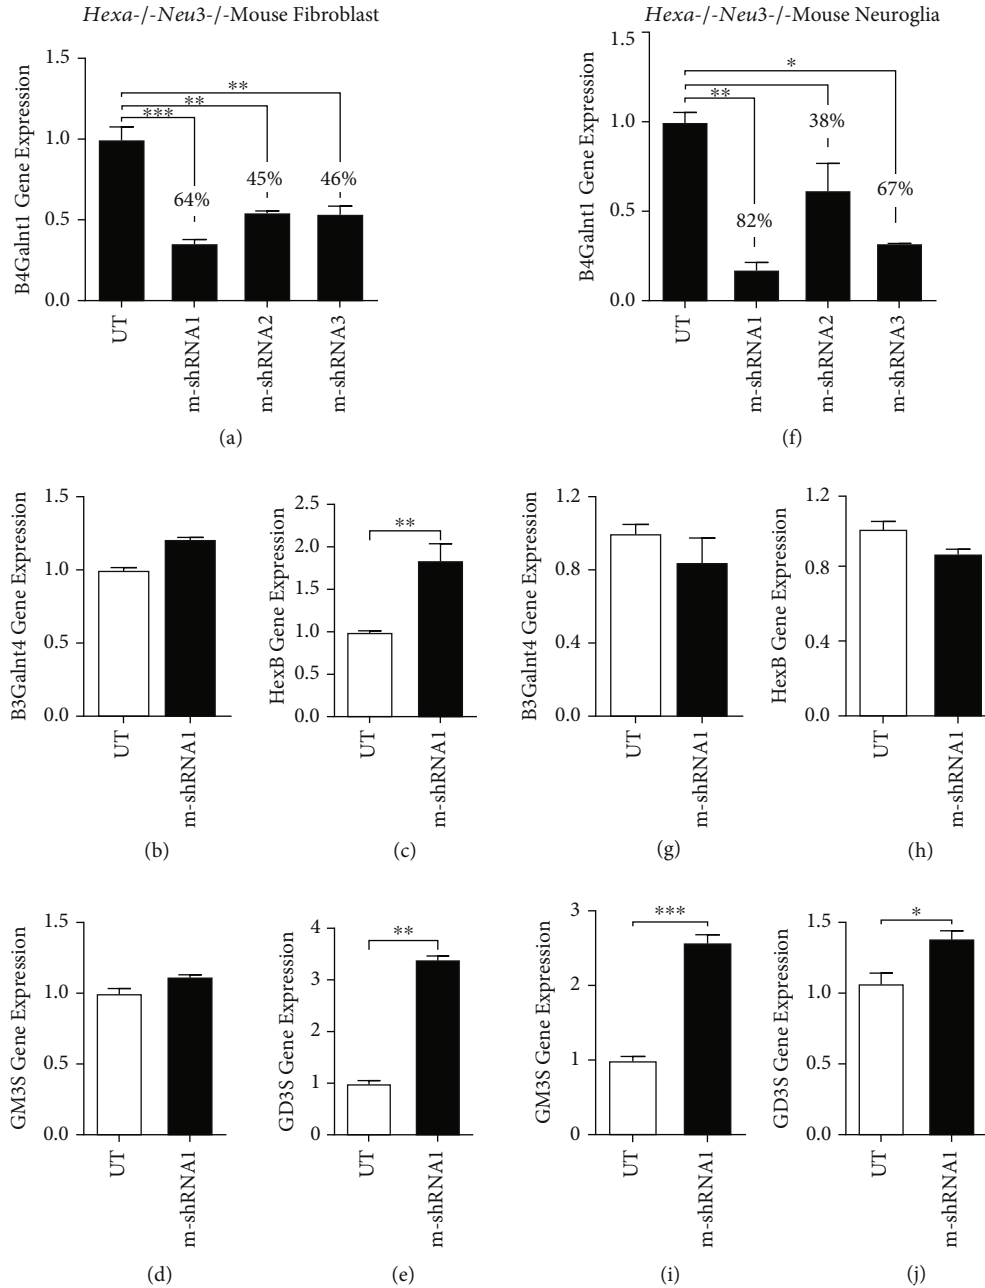 Hexa-/-Neu3-/-Mouse Fibroblast
B4Galnt1 Gene Expression
1.5
1.0
0.5
0.0
**
**
***
64%
45%
46%
UT
m-shRNA1
m-shRNA2
m-shRNA3
(a)
Hexa-/-Neu3-/-Mouse Neuroglia
B4Galnt1 Gene Expression
1.5
1.0
0.5
0.0
*
**
82%
38%
67%
UT
m-shRNA1
m-shRNA2
m-shRNA3
(f)
B3Galnt4 Gene Expression
1.5
1.0
0.5
0.0
UT
m-shRNA1
(b)
HexB Gene Expression
2.5
2.0
1.5
1.0
0.5
0.0
**
UT
m-shRNA1
(c)
B3Galnt4 Gene Expression
1.2
0.8
0.4
0.0
UT
m-shRNA1
(g)
HexB Gene Expression
1.2
0.8
0.4
0.0
UT
m-shRNA1
(h)
GM3S Gene Expression
1.5
1.0
0.5
0.0
UT
m-shRNA1
(d)
GD3S Gene Expression
4
3
2
1
0
**
UT
m-shRNA1
(e)
GM3S Gene Expression
3
2
1
0
***
UT
m-shRNA1
(i)
GD3S Gene Expression
1.5
1.0
0.5
0.0
*
UT
m-shRNA1
(j)